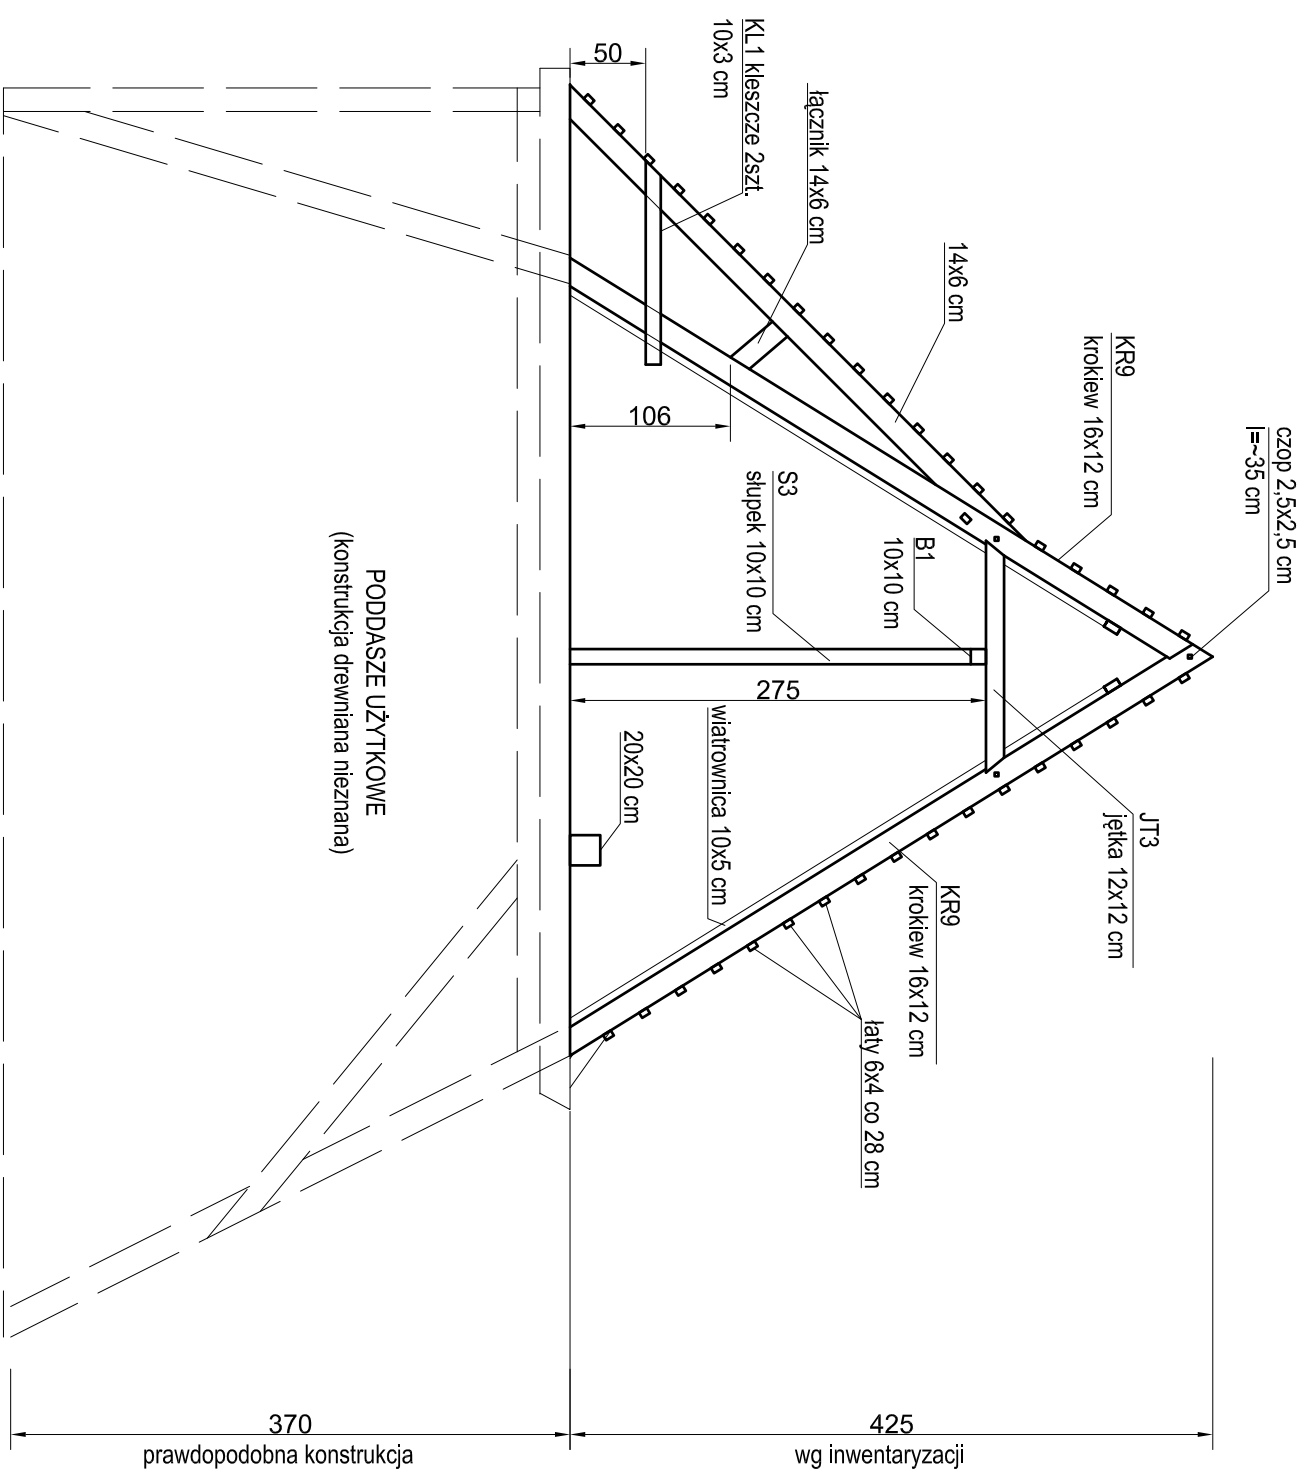 czop 2,5x2,5 cm
l=~35 cm
KR9
krokiew 16x12 cm
14x6 cm
łącznik 14x6 cm
KL1 kleszcze 2szt.
10x3 cm
50
106
B1
10x10 cm
S3
słupek 10x10 cm
275
JT3
jętka 12x12 cm
KR9
krokiew 16x12 cm
łaty 6x4 co 28 cm
wiatrownica 10x5 cm
20x20 cm
PODDASZE UŻYTKOWE
(konstrukcja drewniana nieznana)
425
wg inwentaryzacji
370
prawdopodobna konstrukcja